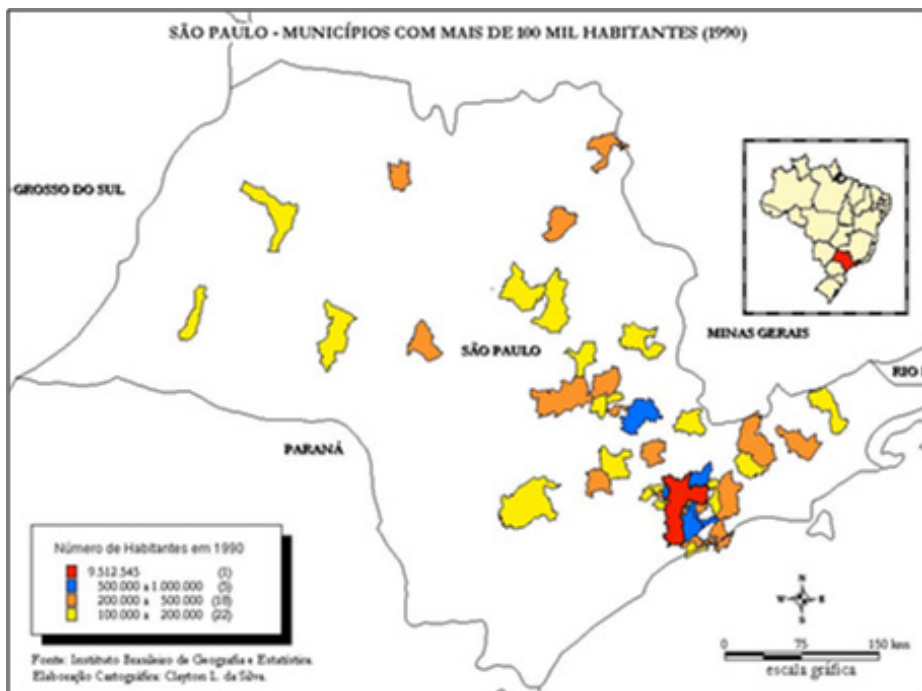 SÃO PAULO - MUNICÍPIOS COM MAIS DE 100 MIL HABITANTES (1990)
GROSSO DO SUL
MINAS GERAIS
SÃO PAULO
RIO
PARANÁ
Número de Habitantes em 1990
9.512.545 (1)
500.000 a 1.000.000 (5)
200.000 a 500.000 (18)
100.000 a 200.000 (22)
N
W E
S
0 75 150 km
escala gráfica
Fonte: Instituto Brasileiro de Geografia e Estatística.
Elaboração Cartográfica: Clayton L. da Silva.